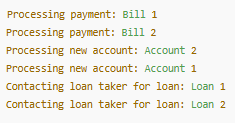 Processing payment: Bill 1
Processing payment: Bill 2
Processing new account: Account 2
Processing new account: Account 1
Contacting loan taker for loan: Loan 1
Contacting loan taker for loan: Loan 2